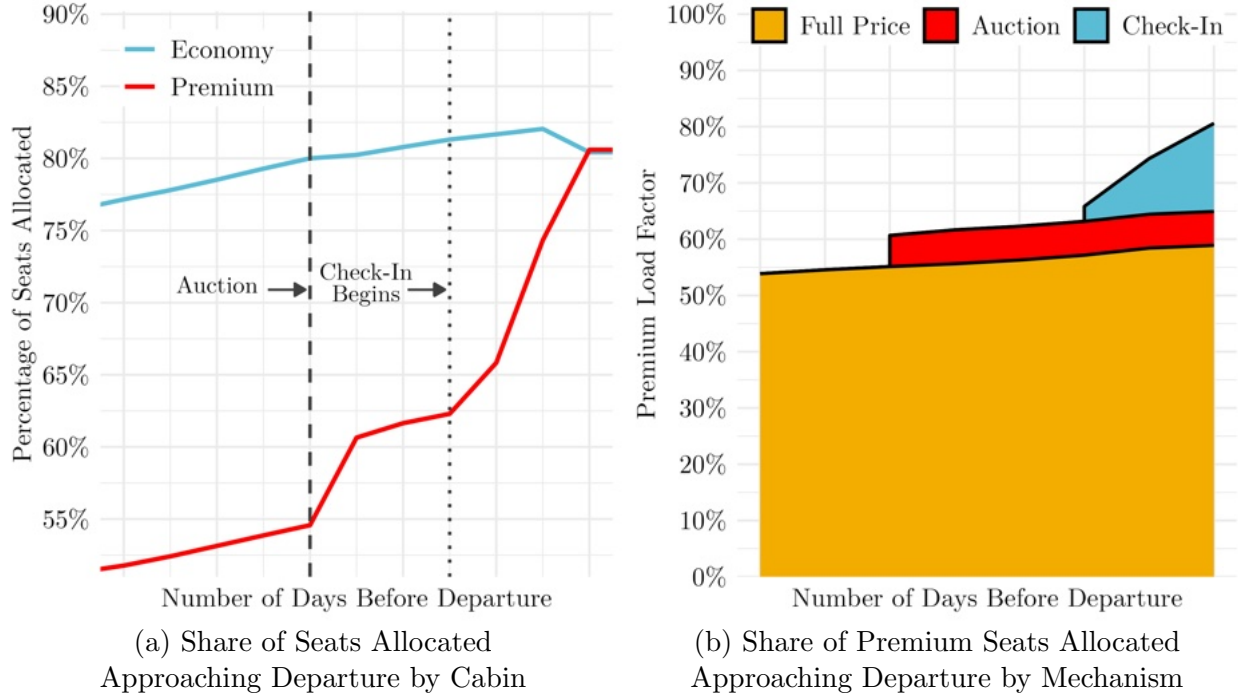 90%
85%
80%
75%
70%
65%
60%
55%
Percentage of Seats Allocated
Economy
Premium
Auction
Check-In
Begins
Number of Days Before Departure
(a) Share of Seats Allocated
Approaching Departure by Cabin
100%
90%
80%
70%
60%
50%
40%
30%
20%
10%
0%
Premium Load Factor
Full Price
Auction
Check-In
Number of Days Before Departure
(b) Share of Premium Seats Allocated
Approaching Departure by Mechanism